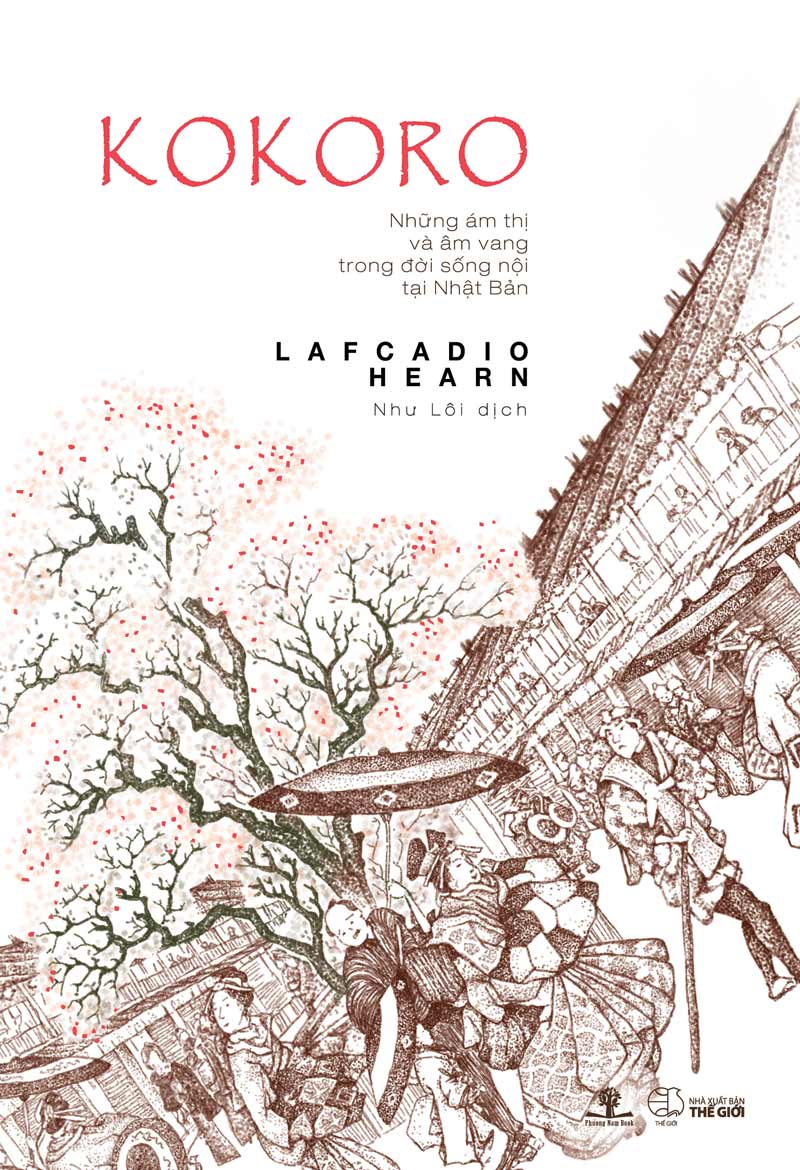 KOKORO
Những ám thị
và âm vang
trong đời sống nội
tại Nhật Bản
LAFCADIO
HEARN
Như Lôi dịch
Phương Nam Book
THẾ GIỚI
NHÀ XUẤT BẢN
THẾ GIỚI